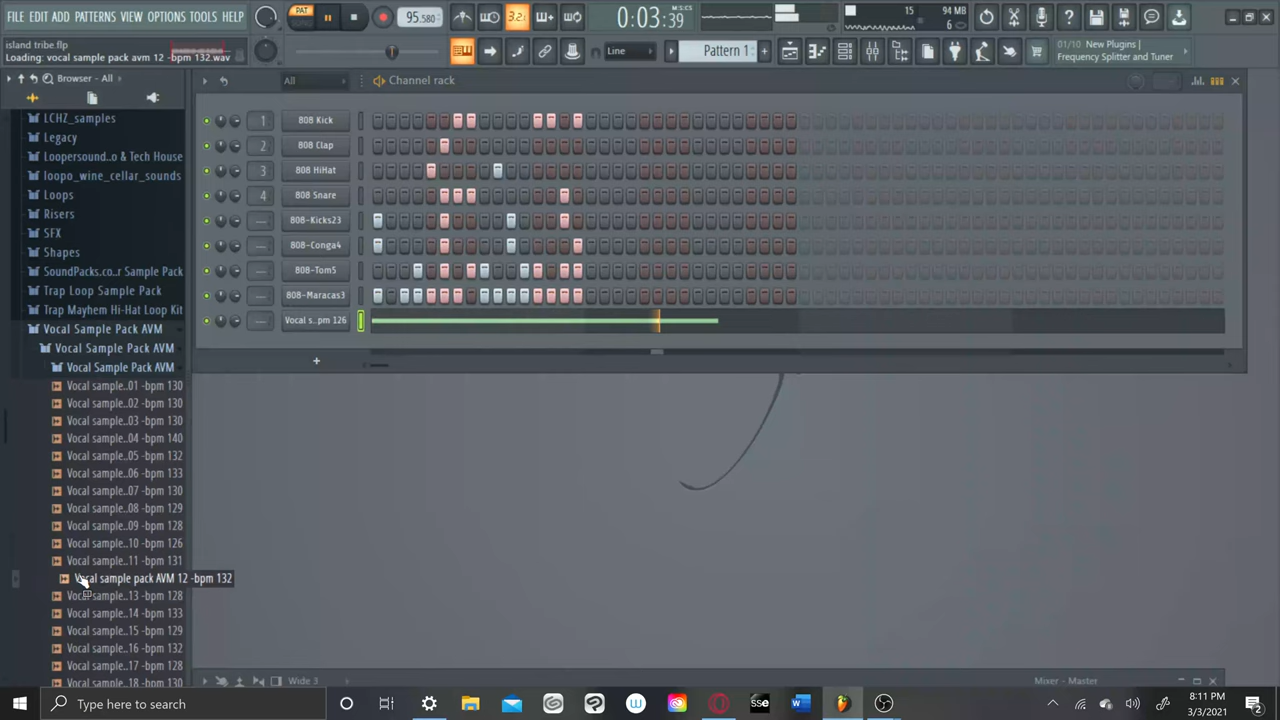 FILE EDIT ADD PATTERNS VIEW OPTIONS TOOLS HELP
PAT
95.580
3.2
0:03:39
M:S:CS
15
94 MB
6
island tribe.flp
Loading: vocal sample pack avm 12 -bpm 132.wav
Line
Pattern 1
01/10 New Plugins |
Frequency Splitter and Tuner
Browser - All
All
Channel rack
LCHZ_samples
Legacy
Loopersound..o & Tech House
loopo_wine_cellar_sounds
Loops
Risers
SFX
Shapes
SoundPacks.co..r Sample Pack
Trap Loop Sample Pack
Trap Mayhem Hi-Hat Loop Kit
Vocal Sample Pack AVM
Vocal Sample Pack AVM
Vocal Sample Pack AVM
Vocal sample..01 -bpm 130
Vocal sample..02 -bpm 130
Vocal sample..03 -bpm 130
Vocal sample..04 -bpm 140
Vocal sample..05 -bpm 132
Vocal sample..06 -bpm 133
Vocal sample..07 -bpm 130
Vocal sample..08 -bpm 129
Vocal sample..09 -bpm 128
Vocal sample..10 -bpm 126
Vocal sample..11 -bpm 131
Vocal sample pack AVM 12 -bpm 132
Vocal sample..13 -bpm 128
Vocal sample..14 -bpm 133
Vocal sample..15 -bpm 129
Vocal sample..16 -bpm 132
Vocal sample..17 -bpm 128
Vocal sample..18 -bpm 130
1 808 Kick
2 808 Clap
3 808 HiHat
4 808 Snare
--- 808-Kicks23
--- 808-Conga4
--- 808-Tom5
--- 808-Maracas3
--- Vocal s..pm 126
+
Wide 3
Mixer - Master
Type here to search
8:11 PM
3/3/2021
2